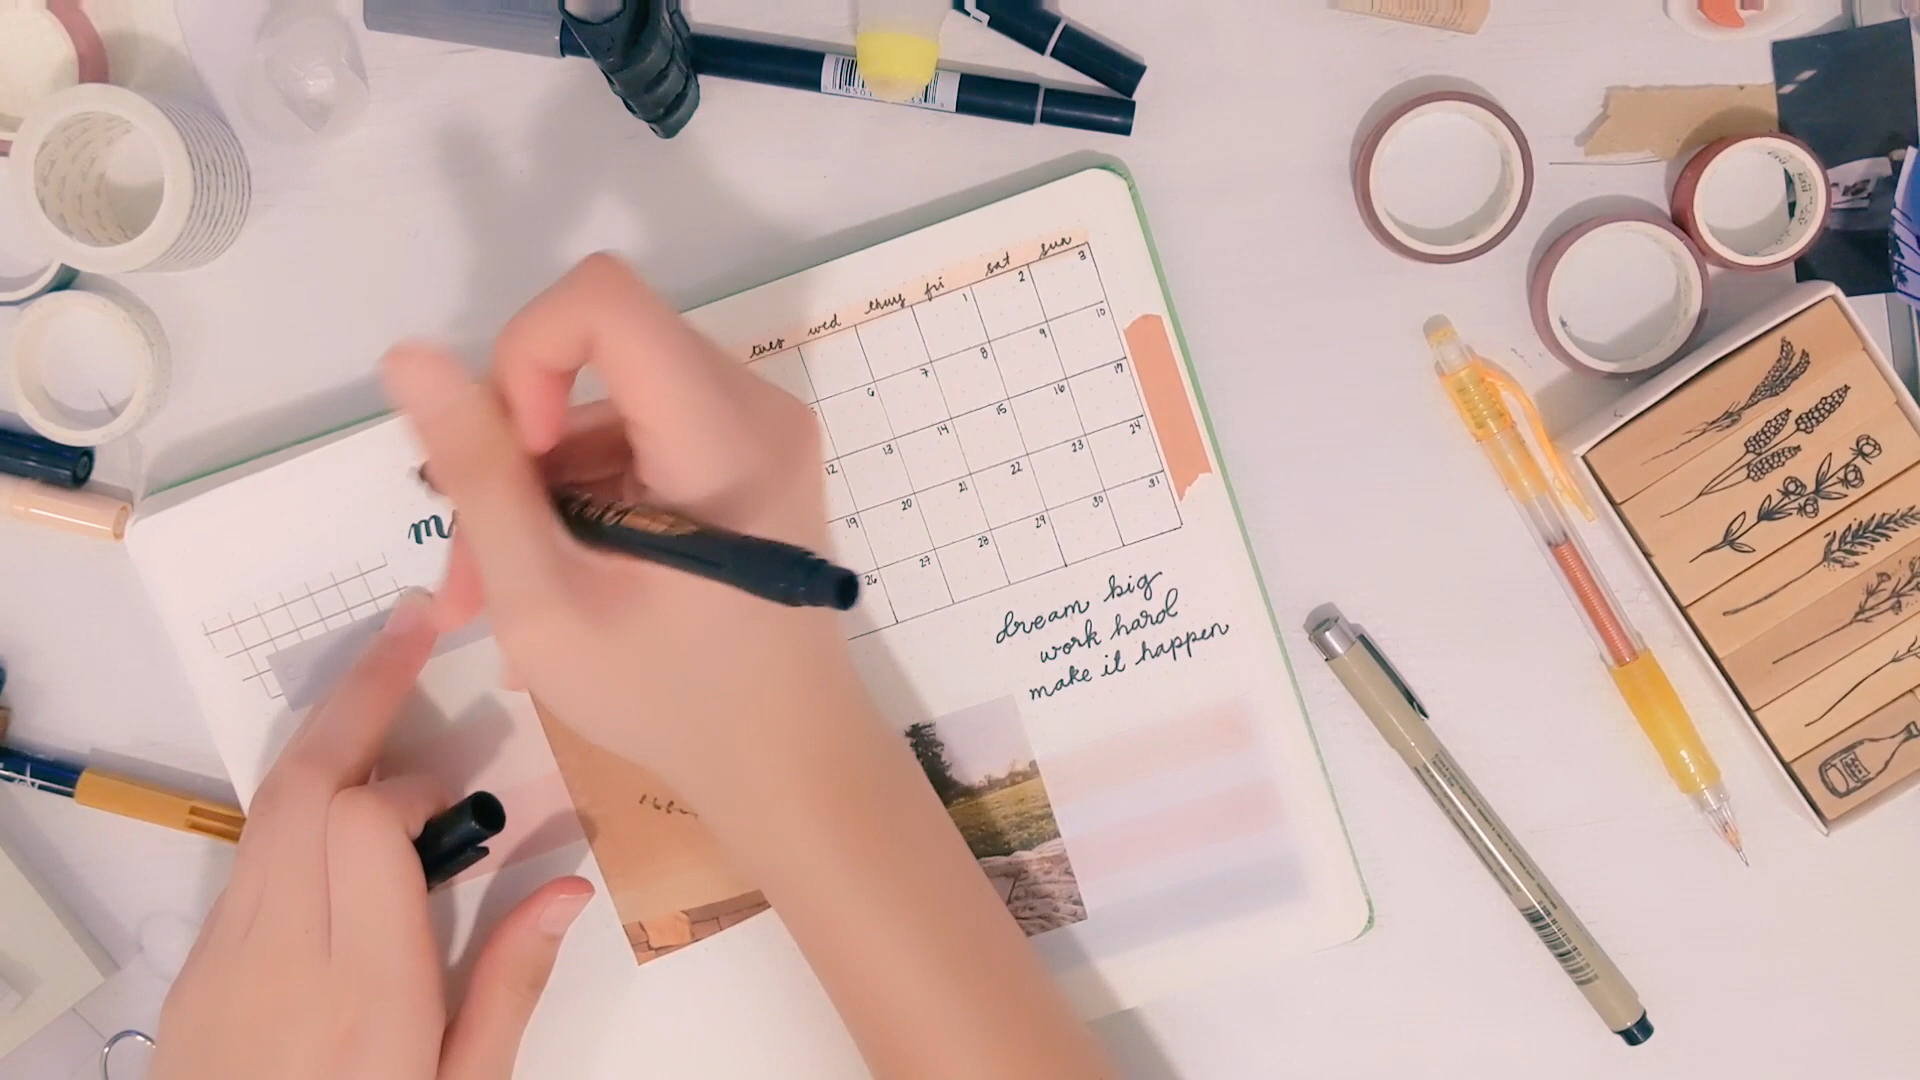 tues wed thurs fri sat sun
1 2 3
6 7 8 9 10
12 13 14 15 16 17
19 20 21 22 23 24
26 27 28 29 30 31
dream big
work hard
make it happen